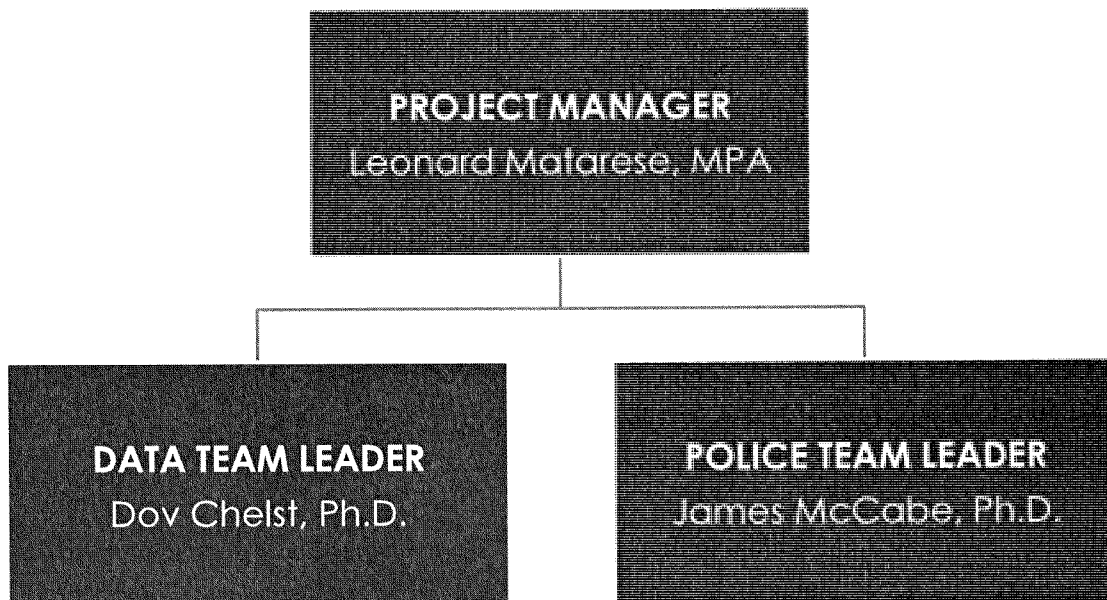 PROJECT MANAGER
Leonard Matarese, MPA
DATA TEAM LEADER
Dov Chelst, Ph.D.
POLICE TEAM LEADER
James McCabe, Ph.D.